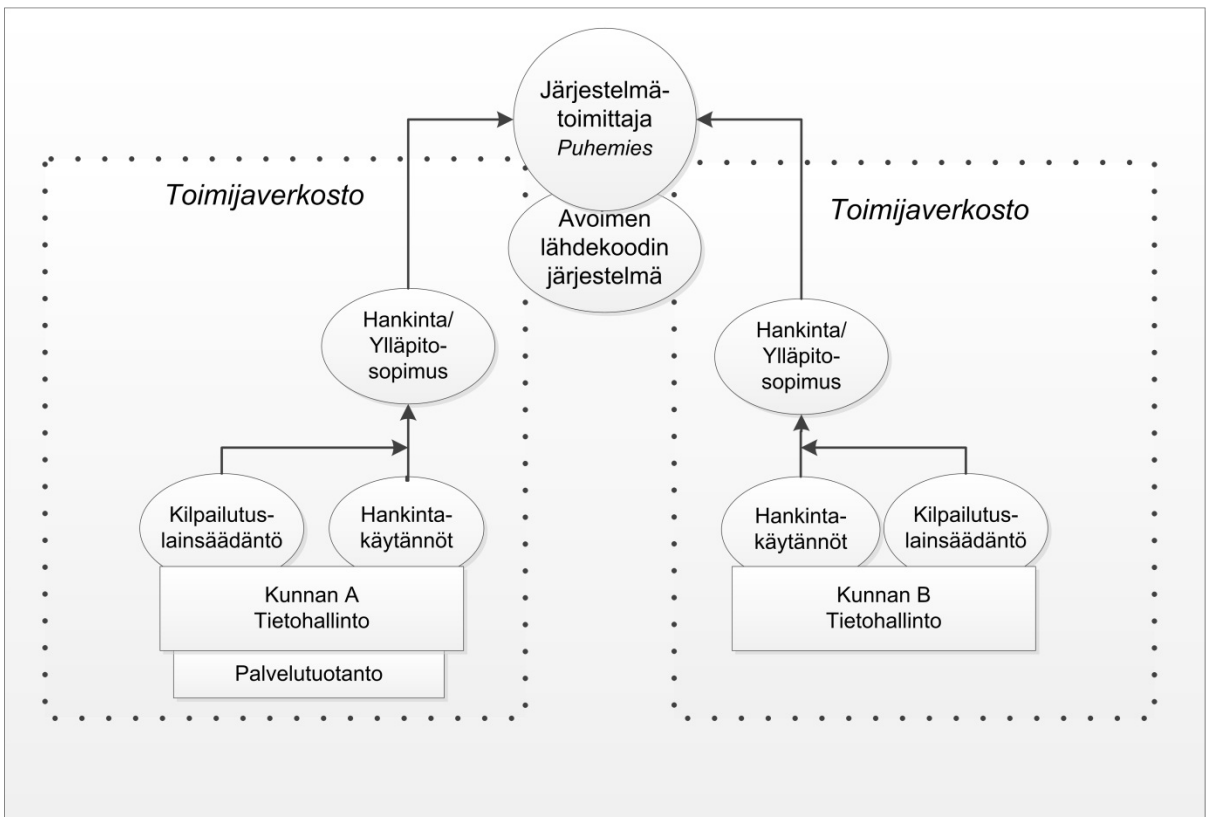 Järjestelmä-
toimittaja
Puhemies
Toimijaverkosto
Toimijaverkosto
Avoimen
lähdekoodin
järjestelmä
Hankinta/
Ylläpito-
sopimus
Hankinta/
Ylläpito-
sopimus
Kilpailutus-
lainsäädäntö
Hankinta-
käytännöt
Hankinta-
käytännöt
Kilpailutus-
lainsäädäntö
Kunnan A
Tietohallinto
Kunnan B
Tietohallinto
Palvelutuotanto